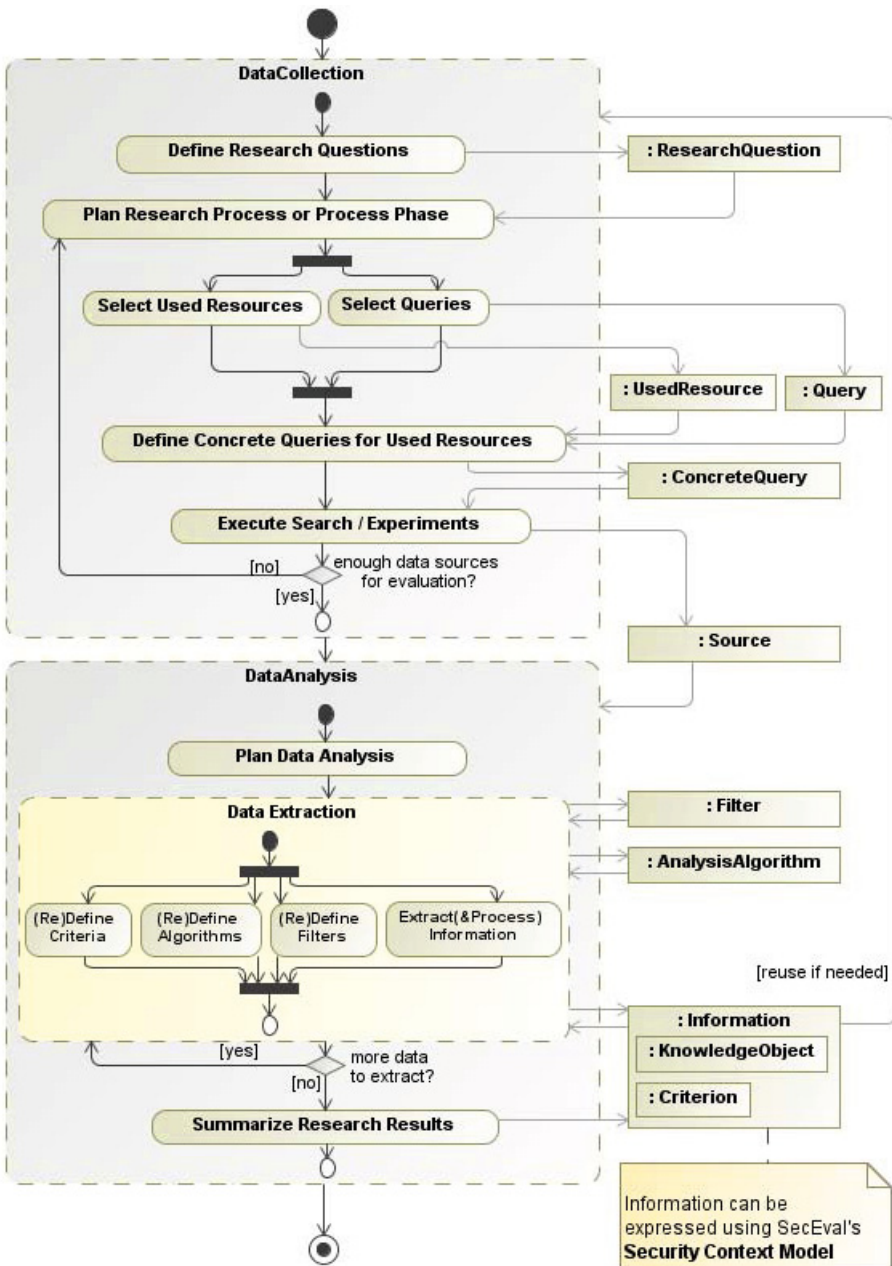 DataCollection
Define Research Questions
: ResearchQuestion
Plan Research Process or Process Phase
Select Used Resources
Select Queries
: UsedResource
: Query
Define Concrete Queries for Used Resources
: ConcreteQuery
Execute Search / Experiments
[no]
enough data sources
for evaluation?
[yes]
: Source
DataAnalysis
Plan Data Analysis
Data Extraction
: Filter
: AnalysisAlgorithm
(Re)Define
Criteria
(Re)Define
Algorithms
(Re)Define
Filters
Extract(&Process)
Information
[reuse if needed]
: Information
: KnowledgeObject
: Criterion
[yes]
more data
to extract?
[no]
Summarize Research Results
Information can be
expressed using SecEval's
Security Context Model